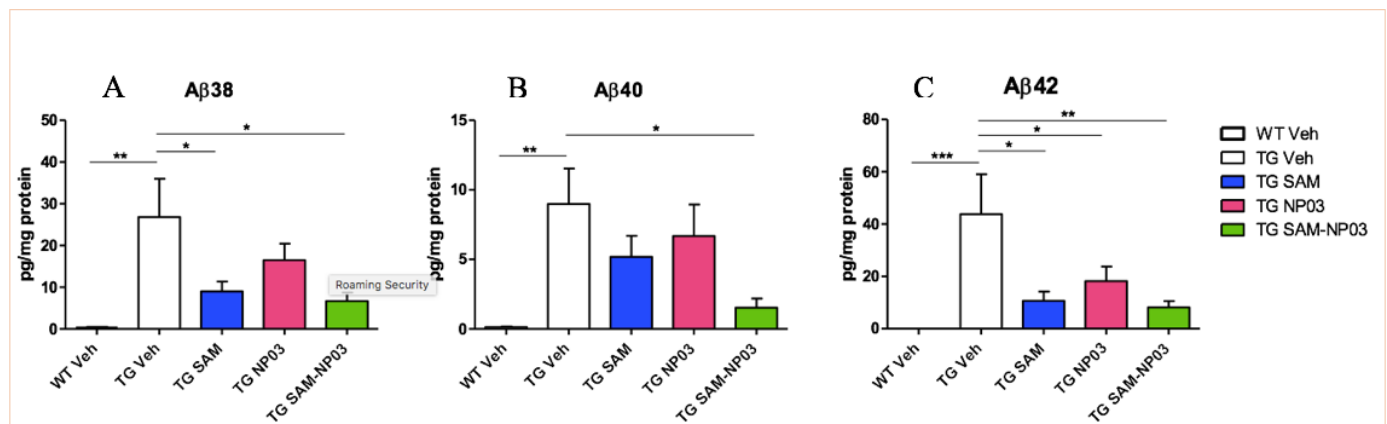 A
Aβ38
pg/mg protein
50
40
30
20
10
0
**
*
*
Roaming Security
WT Veh
TG Veh
TG SAM
TG NP03
TG SAM-NP03
B
Aβ40
pg/mg protein
15
10
5
0
**
*
WT Veh
TG Veh
TG SAM
TG NP03
TG SAM-NP03
C
Aβ42
pg/mg protein
80
60
40
20
0
***
**
*
*
WT Veh
TG Veh
TG SAM
TG NP03
TG SAM-NP03
WT Veh
TG Veh
TG SAM
TG NP03
TG SAM-NP03